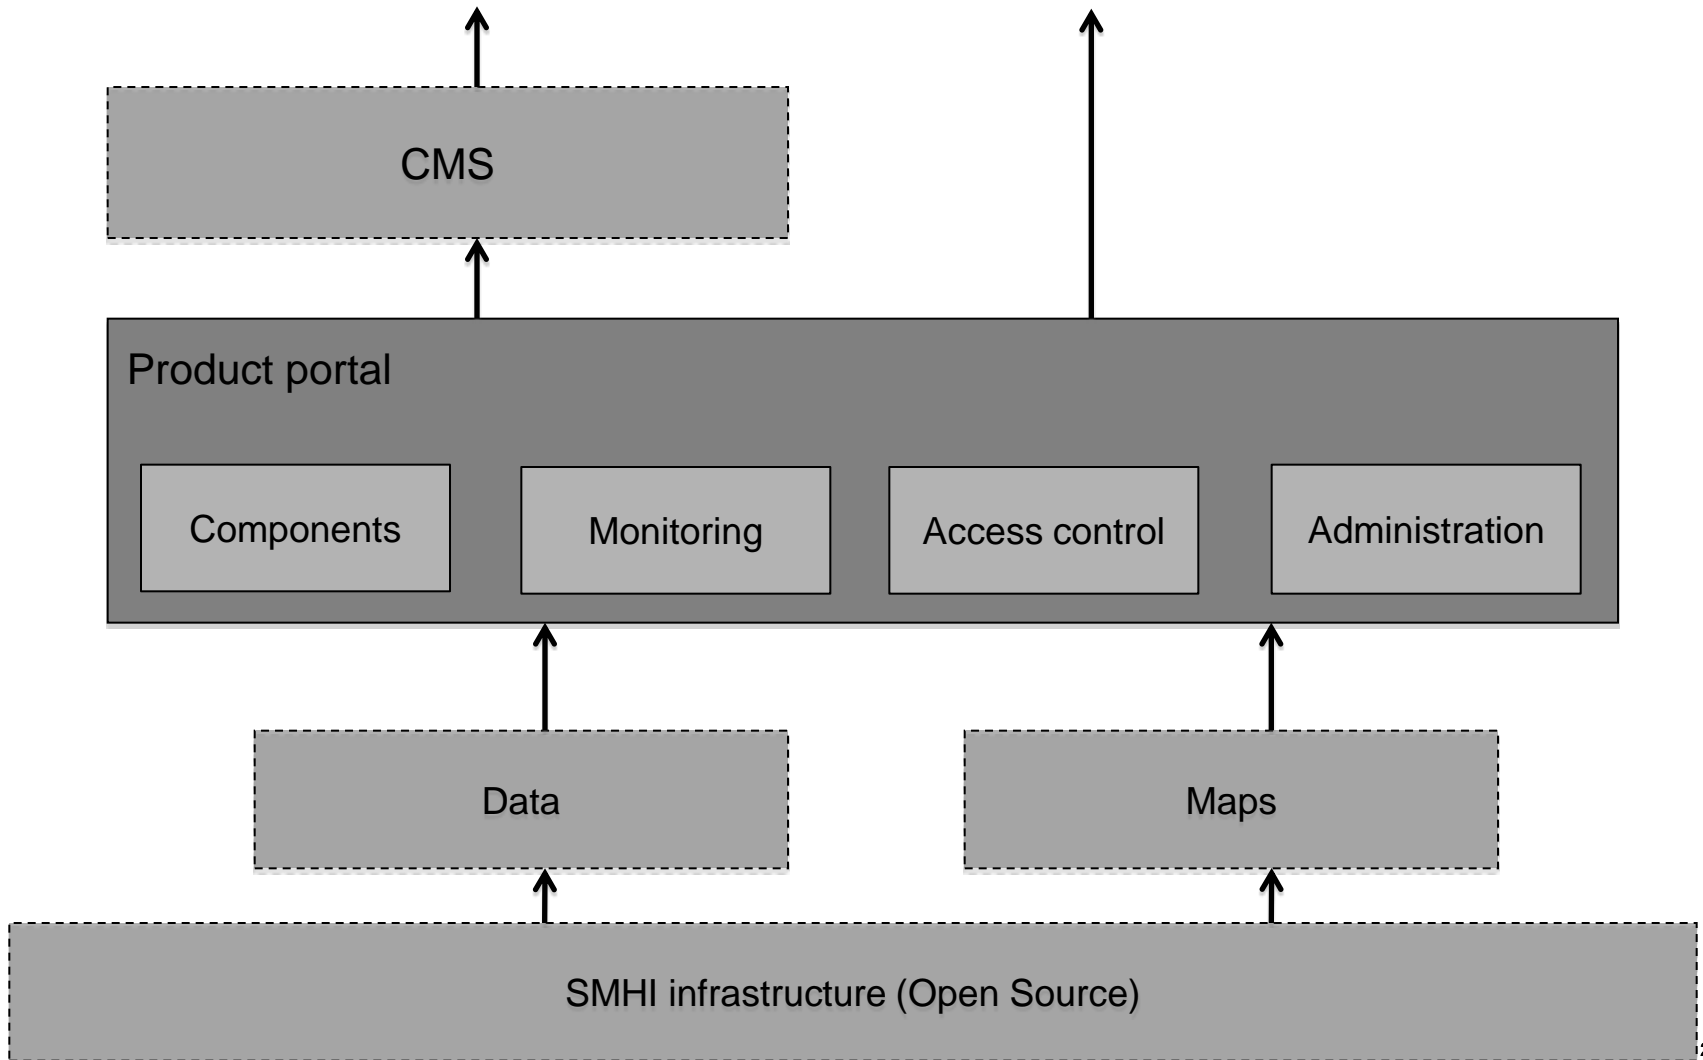 CMS
Product portal
Components
Monitoring
Access control
Administration
Data
Maps
SMHI infrastructure (Open Source)